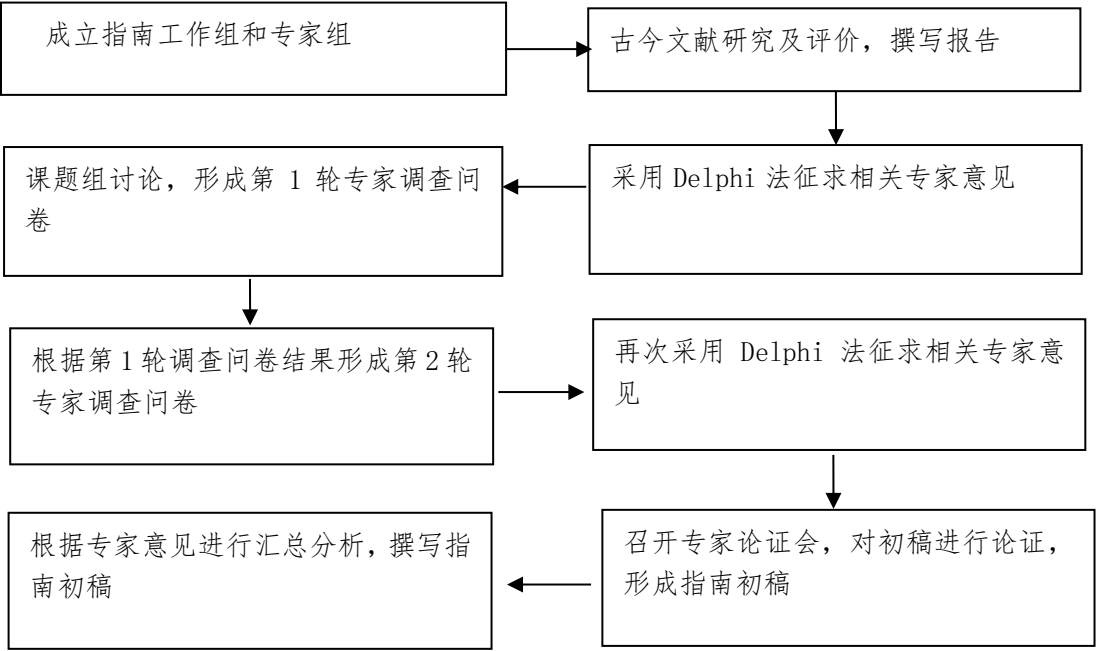 成立指南工作组和专家组
古今文献研究及评价，撰写报告
采用 Delphi 法征求相关专家意见
课题组讨论，形成第 1 轮专家调查问
卷
根据第 1 轮调查问卷结果形成第 2 轮
专家调查问卷
再次采用 Delphi 法征求相关专家意
见
召开专家论证会，对初稿进行论证，
形成指南初稿
根据专家意见进行汇总分析，撰写指
南初稿